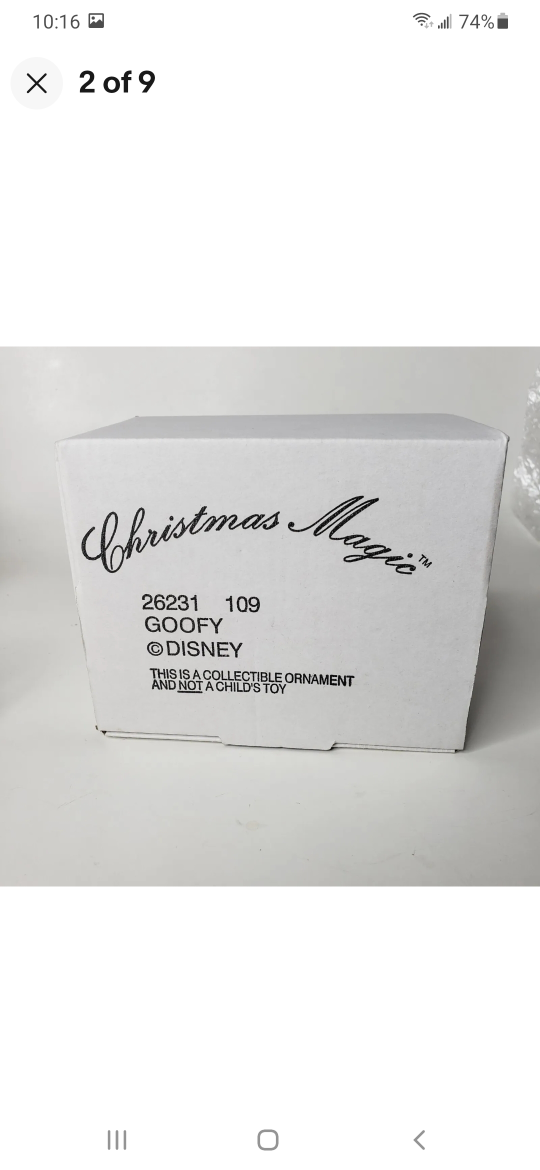 10:16 74%
2 of 9
Christmas Magic™
26231 109
GOOFY
©DISNEY
THIS IS A COLLECTIBLE ORNAMENT
AND NOT A CHILD'S TOY